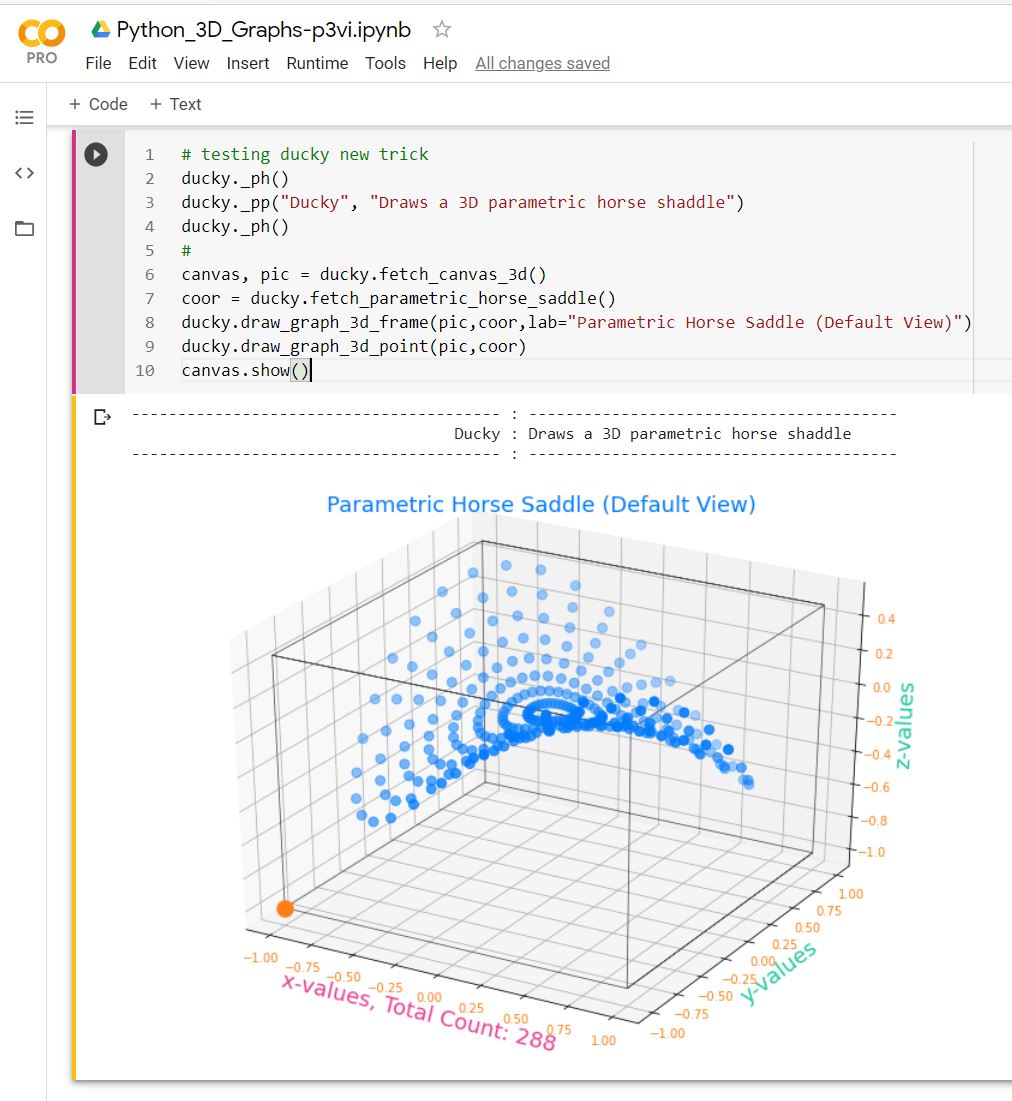 Python_3D_Graphs-p3vi.ipynb
PRO
File Edit View Insert Runtime Tools Help All changes saved
+ Code + Text
1 # testing ducky new trick
2 ducky._ph()
3 ducky._pp("Ducky", "Draws a 3D parametric horse shaddle")
4 ducky._ph()
5 #
6 canvas, pic = ducky.fetch_canvas_3d()
7 coor = ducky.fetch_parametric_horse_saddle()
8 ducky.draw_graph_3d_frame(pic,coor,lab="Parametric Horse Saddle (Default View)")
9 ducky.draw_graph_3d_point(pic,coor)
10 canvas.show()
---------------------------------------- : ----------------------------------------
Ducky : Draws a 3D parametric horse shaddle
---------------------------------------- : ----------------------------------------
Parametric Horse Saddle (Default View)
0.4
0.2
0.0
−0.2
−0.4
−0.6
−0.8
−1.0
z-values
1.00
0.75
0.50
0.25
0.00
−0.25
−0.50
−0.75
−1.00
y-values
−1.00
−0.75
−0.50
−0.25
0.00
0.25
0.50
0.75
1.00
x-values, Total Count: 288